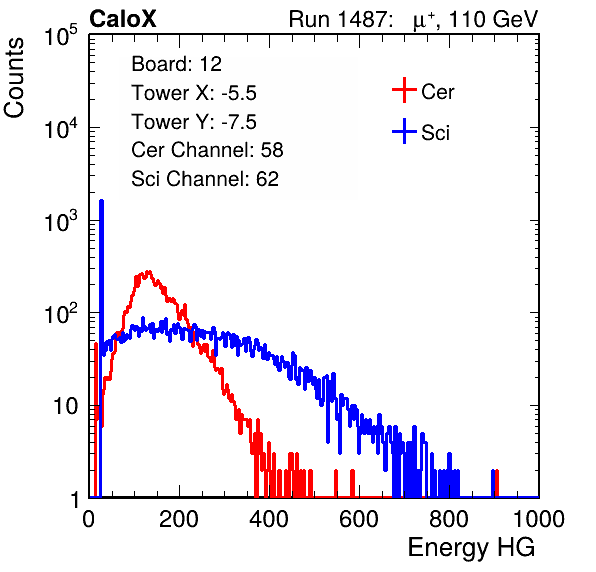 CaloX Run 1487: μ⁺, 110 GeV
Counts
Board: 12
Tower X: -5.5
Tower Y: -7.5
Cer Channel: 58
Sci Channel: 62
Cer
Sci
10⁵
10⁴
10³
10²
10
1
0 200 400 600 800 1000
Energy HG